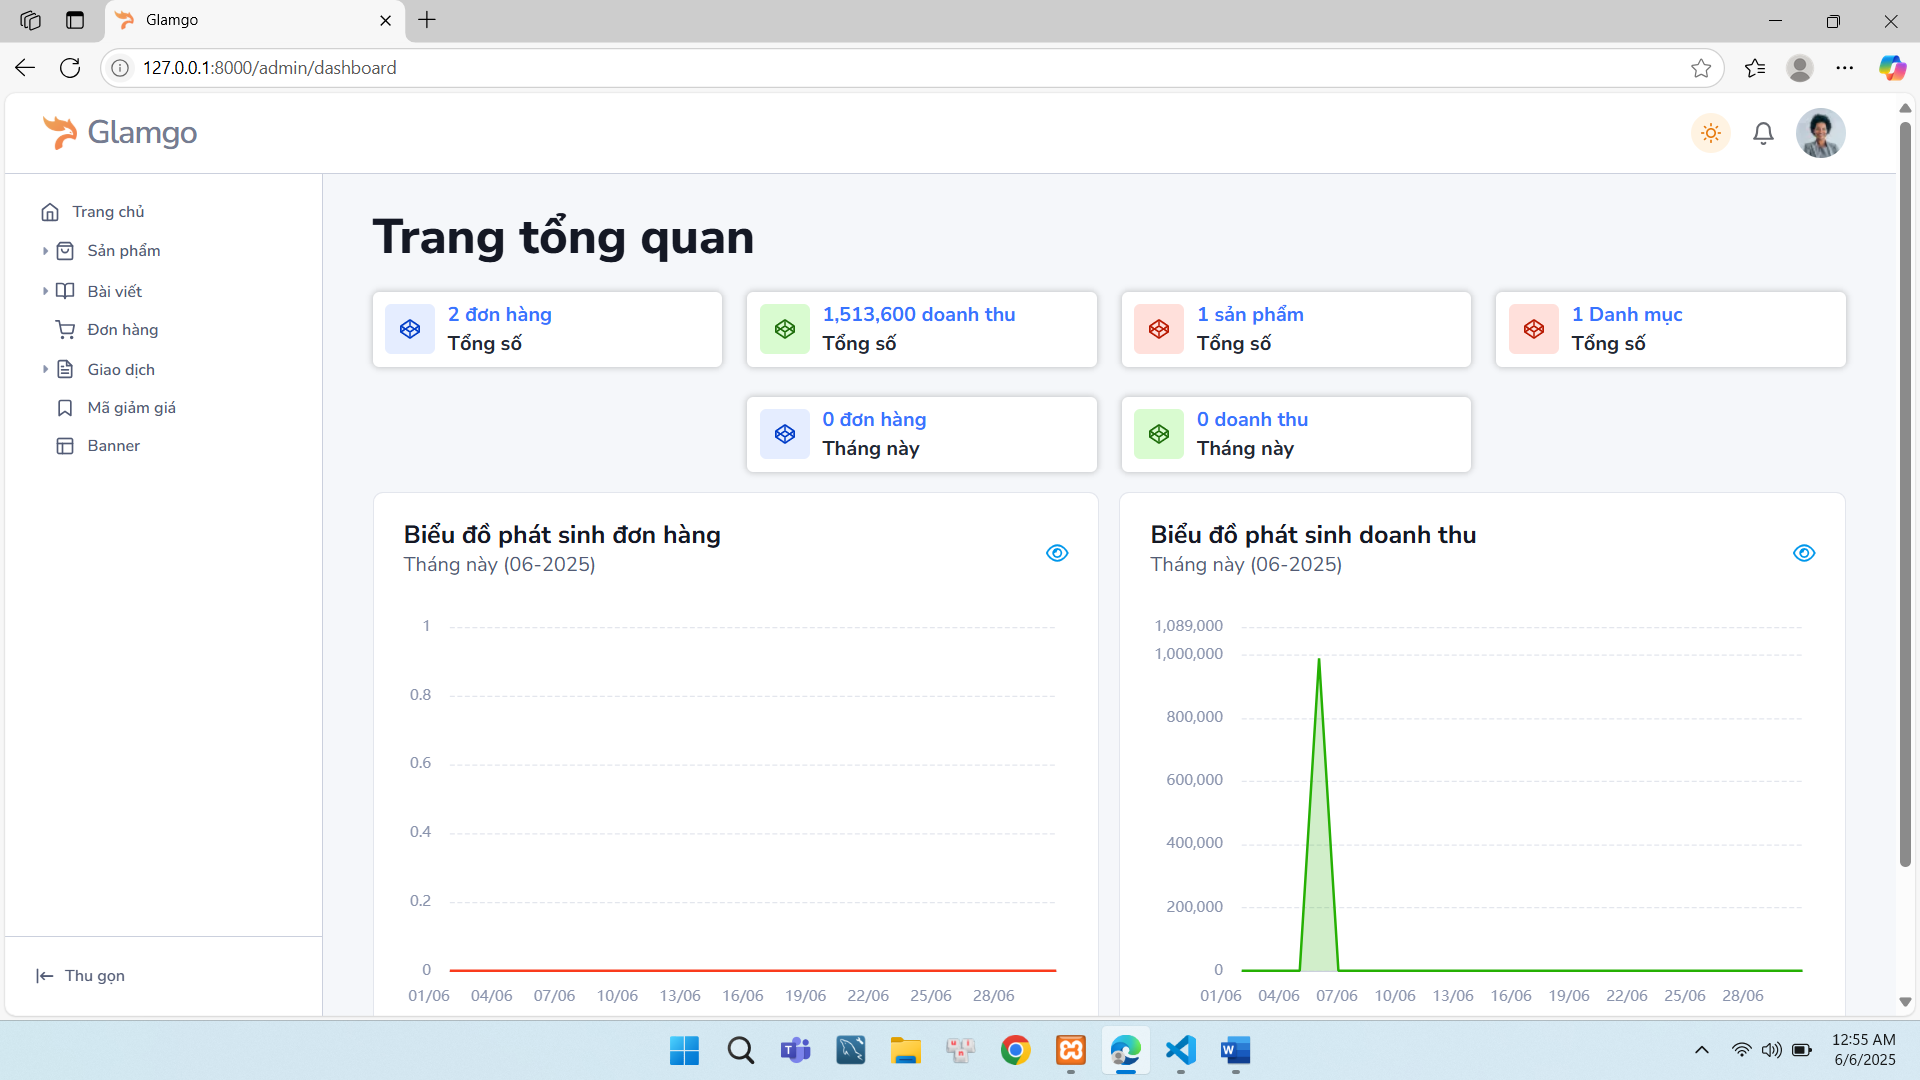 Glamgo
127.0.0.1:8000/admin/dashboard
Glamgo
Trang chủ
Sản phẩm
Bài viết
Đơn hàng
Giao dịch
Mã giảm giá
Banner
Thu gọn
Trang tổng quan
2 đơn hàng
Tổng số
1,513,600 doanh thu
Tổng số
1 sản phẩm
Tổng số
1 Danh mục
Tổng số
0 đơn hàng
Tháng này
0 doanh thu
Tháng này
Biểu đồ phát sinh đơn hàng
Tháng này (06-2025)
1
0.8
0.6
0.4
0.2
0
01/06 04/06 07/06 10/06 13/06 16/06 19/06 22/06 25/06 28/06
Biểu đồ phát sinh doanh thu
Tháng này (06-2025)
1,089,000
1,000,000
800,000
600,000
400,000
200,000
0
01/06 04/06 07/06 10/06 13/06 16/06 19/06 22/06 25/06 28/06
12:55 AM
6/6/2025